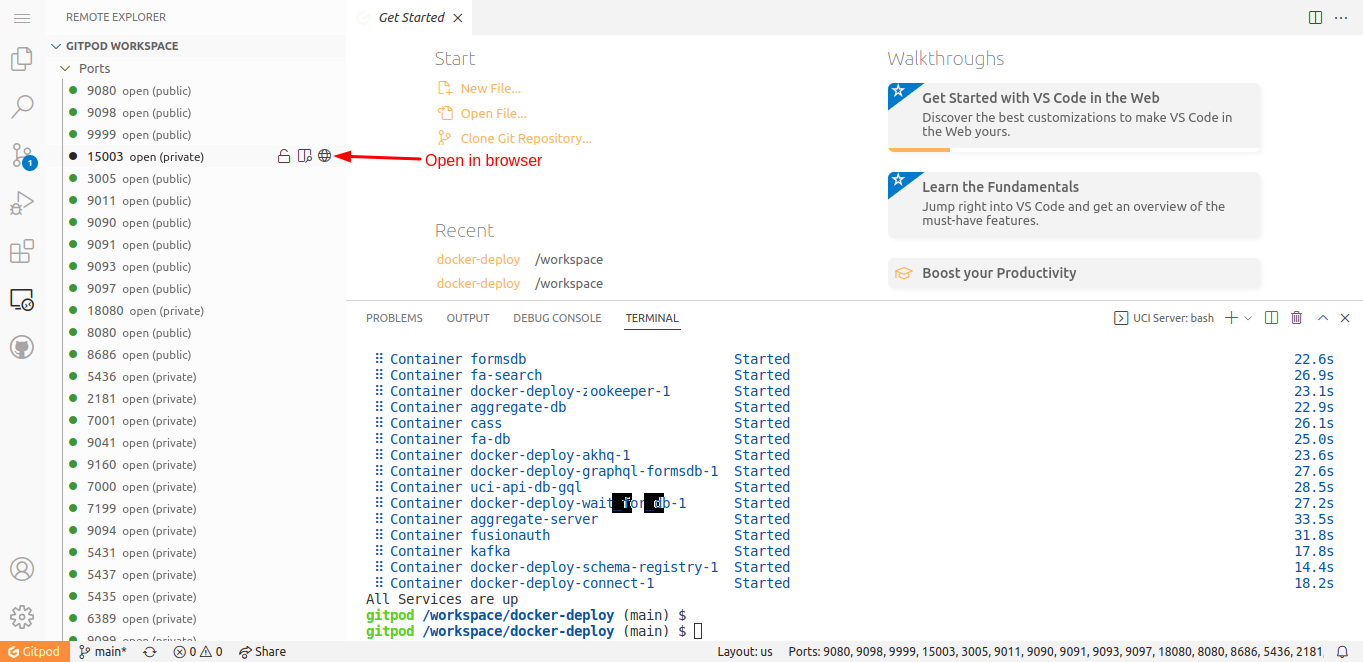 REMOTE EXPLORER
GITPOD WORKSPACE
Ports
9080 open (public)
9098 open (public)
9999 open (public)
15003 open (private)
3005 open (public)
9011 open (public)
9090 open (public)
9091 open (public)
9093 open (public)
9097 open (public)
18080 open (private)
8080 open (public)
8686 open (public)
5436 open (private)
2181 open (private)
7001 open (private)
9041 open (private)
9160 open (private)
7000 open (private)
7199 open (private)
9094 open (private)
5431 open (private)
5437 open (private)
5435 open (private)
6389 open (private)
9099 open (private)
1
Open in browser
Get Started
Start
New File...
Open File...
Clone Git Repository...
Recent
docker-deploy /workspace
docker-deploy /workspace
Walkthroughs
Get Started with VS Code in the Web
Discover the best customizations to make VS Code in
the Web yours.
Learn the Fundamentals
Jump right into VS Code and get an overview of the
must-have features.
Boost your Productivity
PROBLEMS OUTPUT DEBUG CONSOLE TERMINAL
UCI Server: bash
Container formsdb Started 22.6s
Container fa-search Started 26.9s
Container docker-deploy-zookeeper-1 Started 23.1s
Container aggregate-db Started 22.9s
Container cass Started 26.1s
Container fa-db Started 25.0s
Container docker-deploy-akhq-1 Started 23.6s
Container docker-deploy-graphql-formsdb-1 Started 27.6s
Container uci-api-db-gql Started 28.5s
Container docker-deploy-wait_for_db-1 Started 27.2s
Container aggregate-server Started 33.5s
Container fusionauth Started 31.8s
Container kafka Started 17.8s
Container docker-deploy-schema-registry-1 Started 14.4s
Container docker-deploy-connect-1 Started 18.2s
All Services are up
gitpod /workspace/docker-deploy (main) $
gitpod /workspace/docker-deploy (main) $
Gitpod main* 0 0 Share
Layout: us Ports: 9080, 9098, 9999, 15003, 3005, 9011, 9090, 9091, 9093, 9097, 18080, 8080, 8686, 5436, 2181,